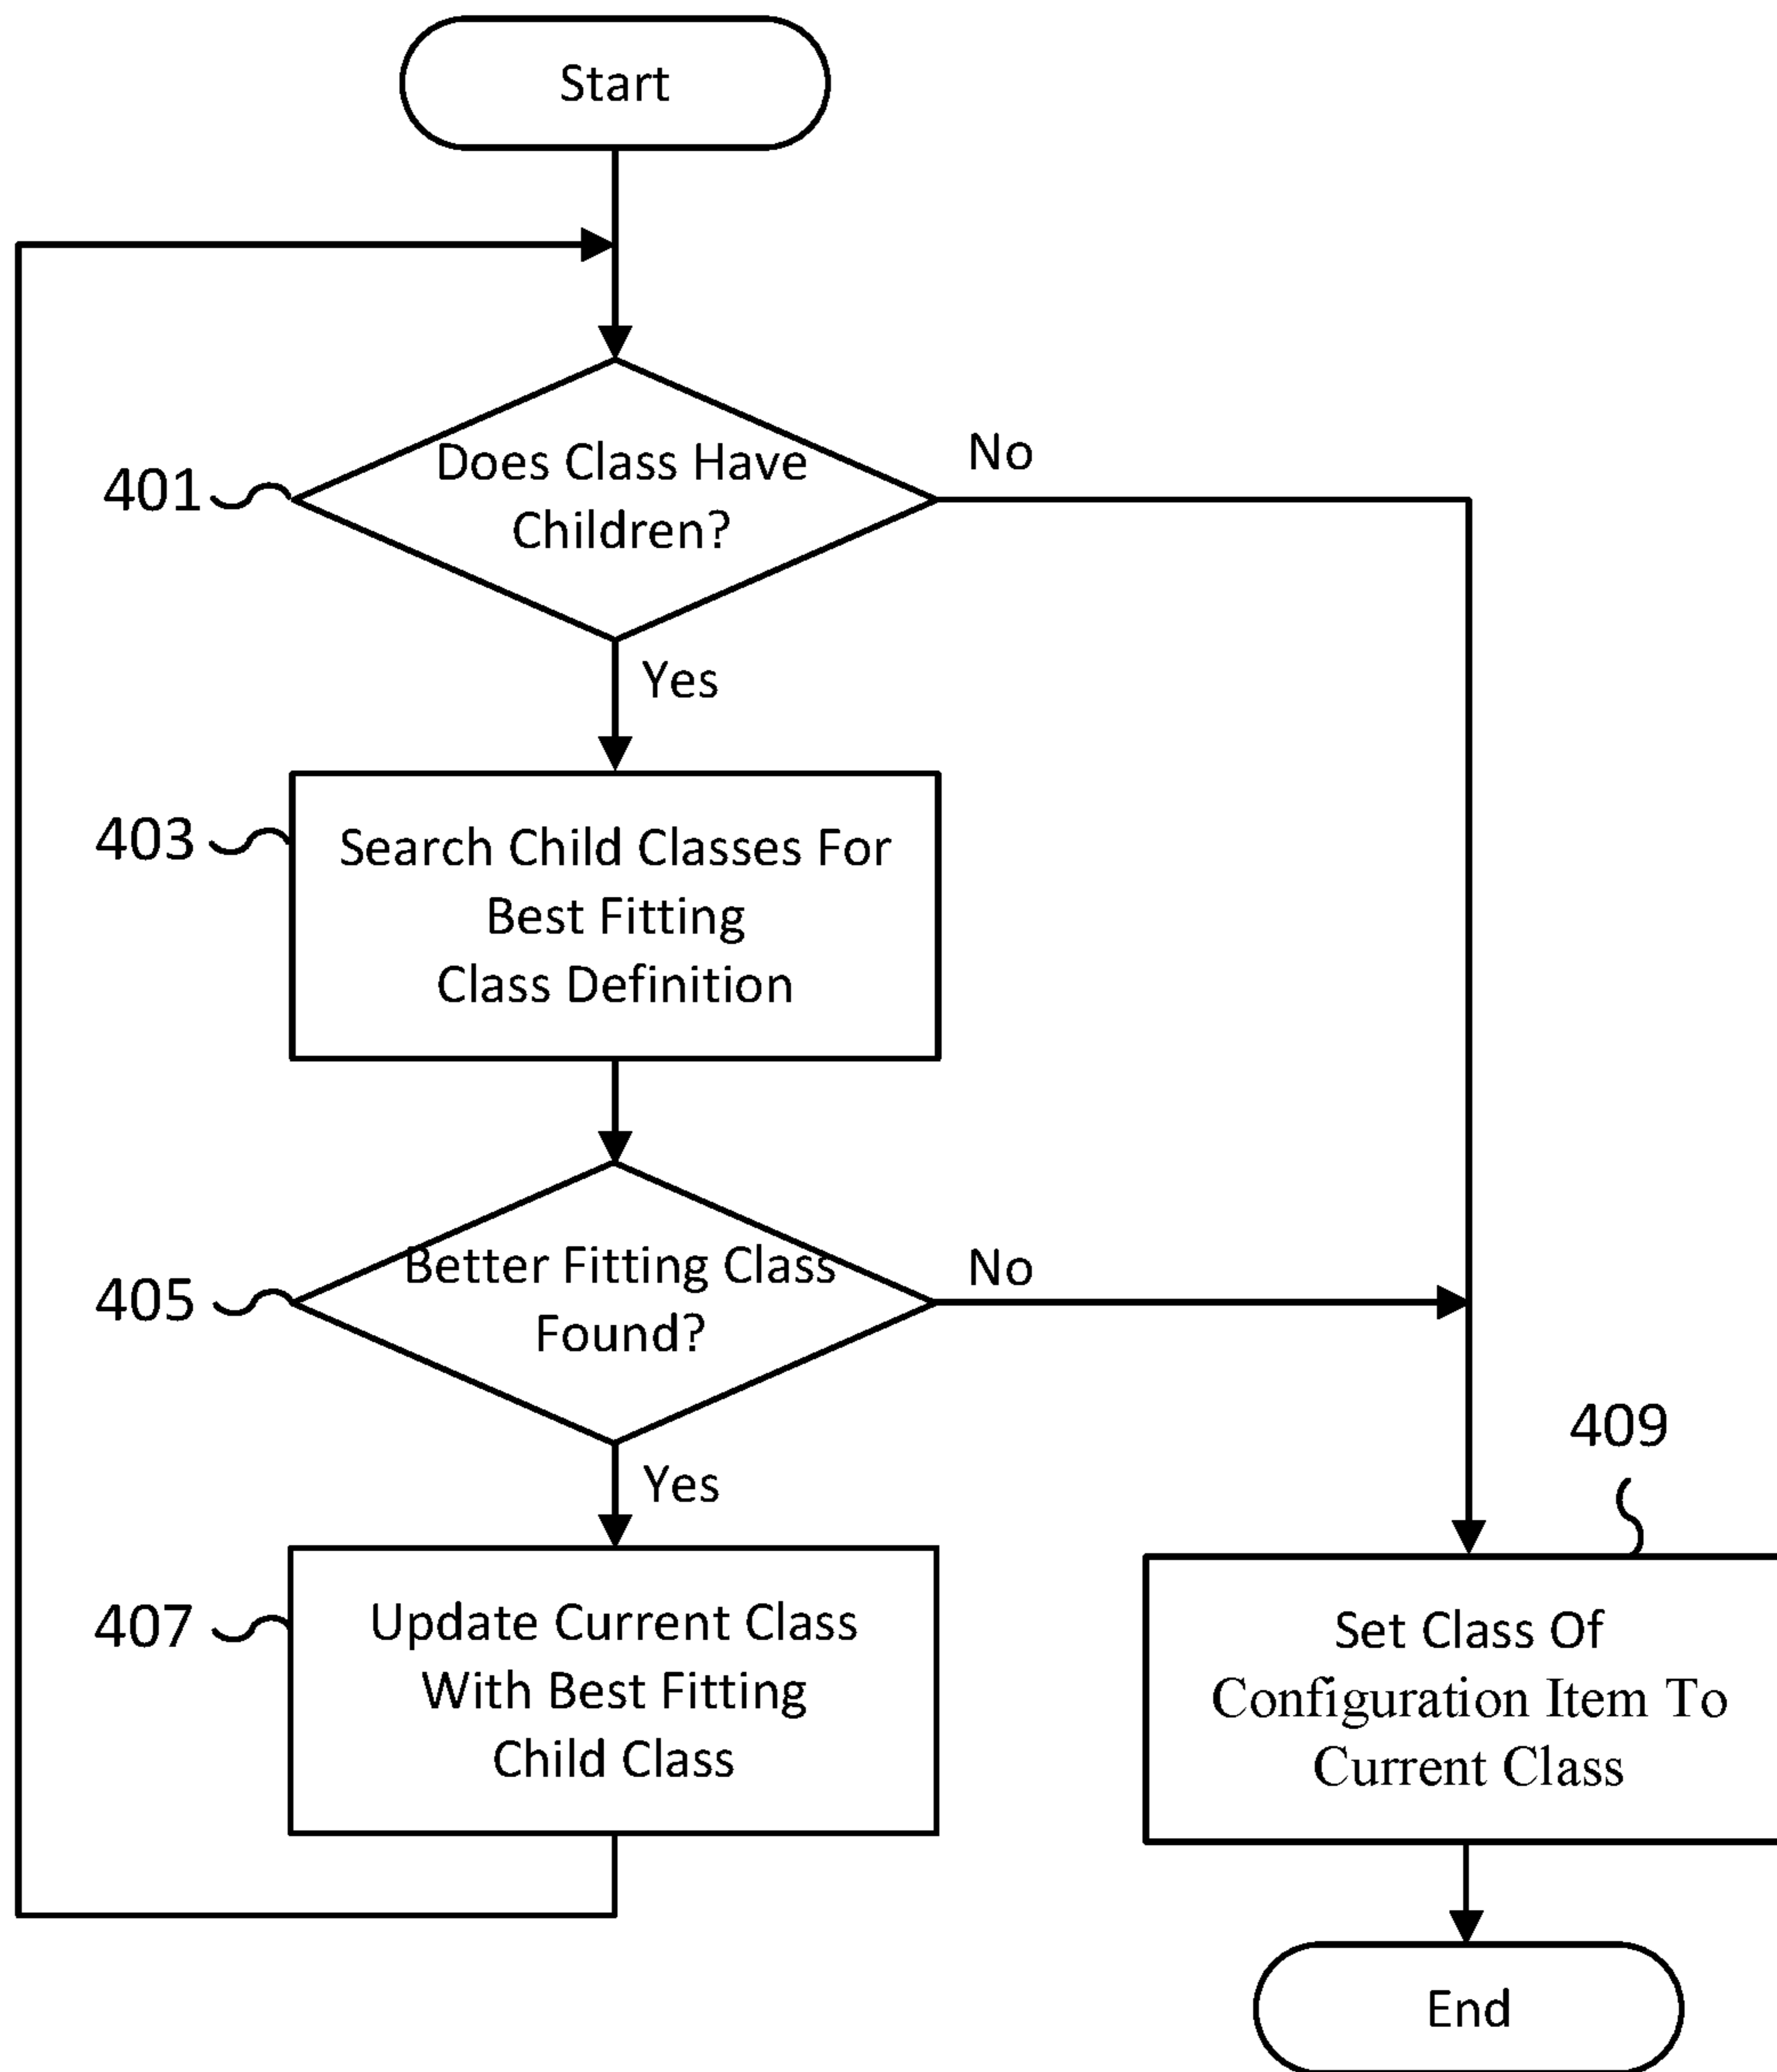 Start
401
Does Class Have
Children?
No
Yes
403
Search Child Classes For
Best Fitting
Class Definition
405
Better Fitting Class
Found?
No
Yes
407
Update Current Class
With Best Fitting
Child Class
409
Set Class Of
Configuration Item To
Current Class
End